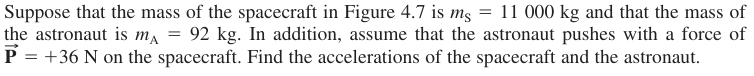 Suppose that the mass of the spacecraft in Figure 4.7 is mS = 11 000 kg and that the mass of
the astronaut is mA = 92 kg. In addition, assume that the astronaut pushes with a force of
P⃗ = +36 N on the spacecraft. Find the accelerations of the spacecraft and the astronaut.